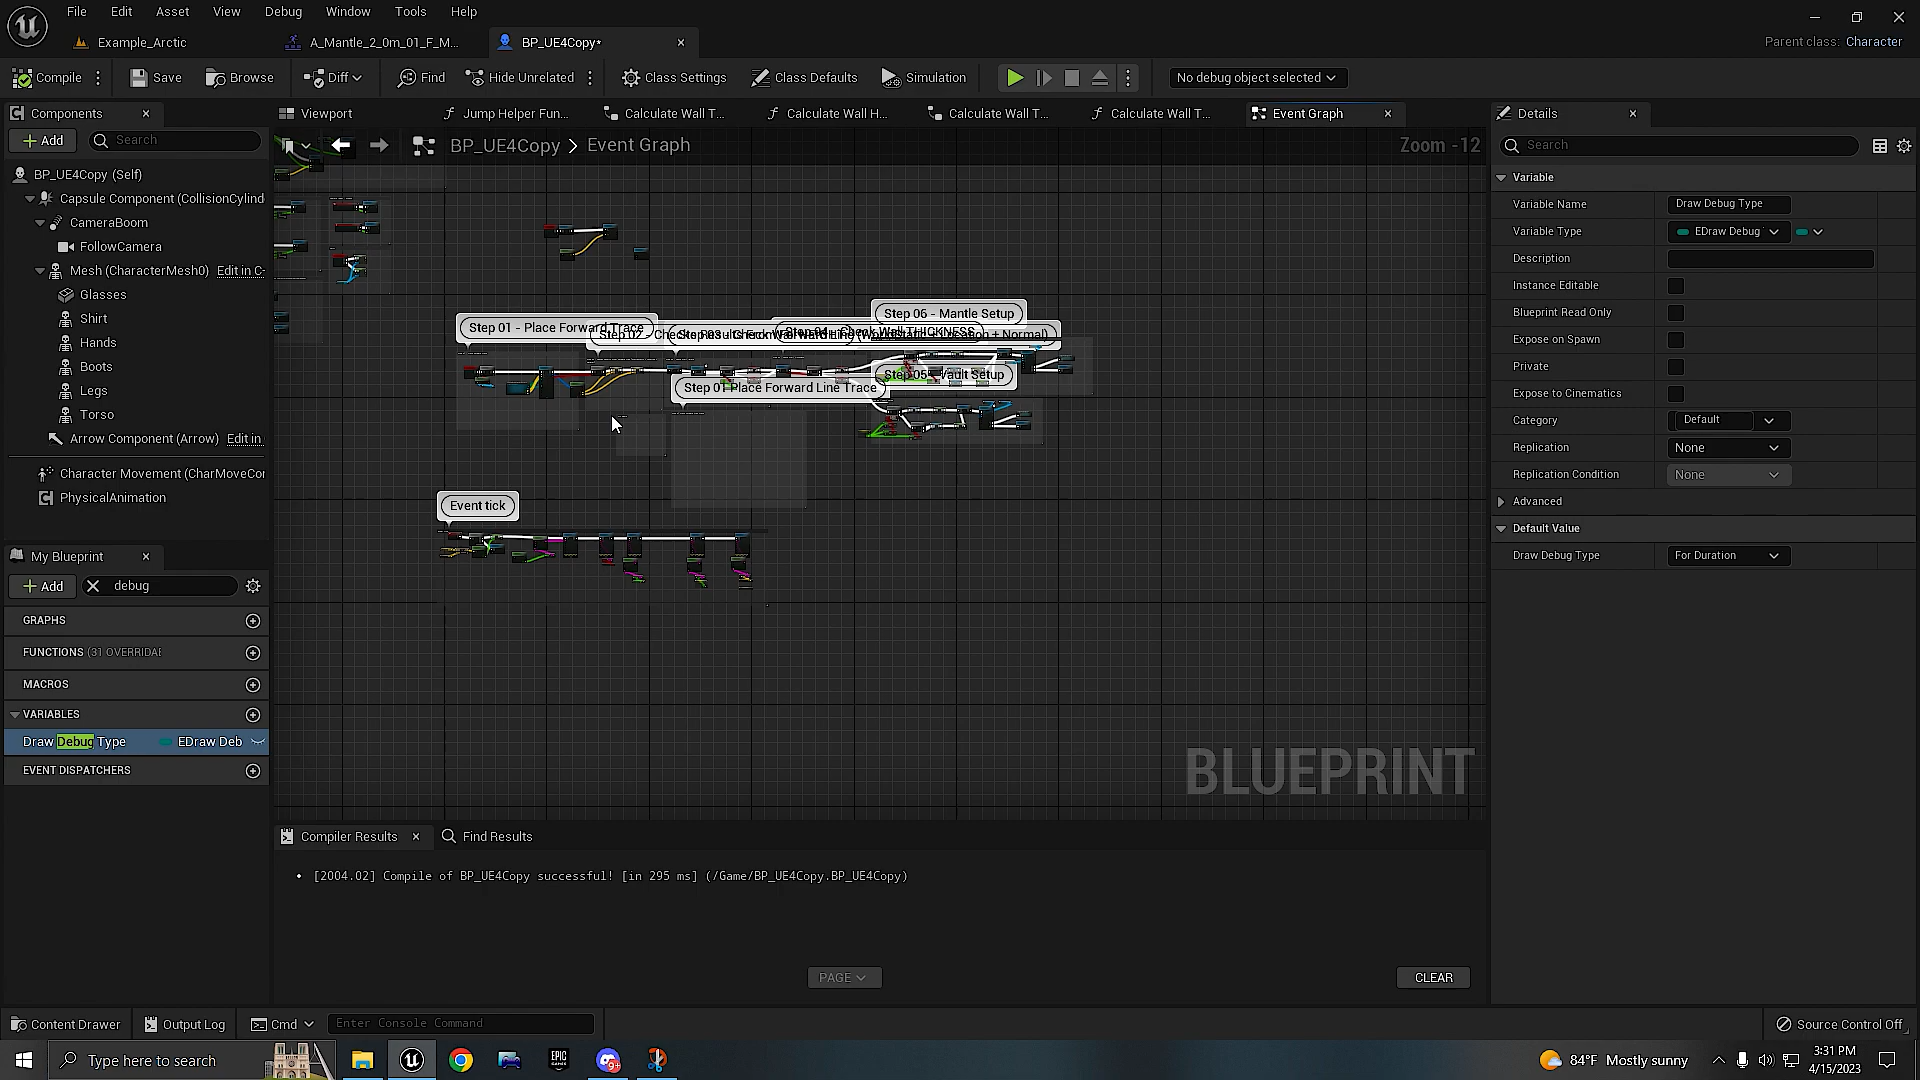 File Edit View Debug Window Tools Help
Example_Arctic
A_Mantle_2_0m_01_F_M...
BP_UE4Copy*
Parent class: Character
Compile
Save
Browse
Diff
Find
Hide Unrelated
Class Settings
Class Defaults
Simulation
No debug object selected
Components
Add
Search
BP_UE4Copy (Self)
Capsule Component (CollisionCylind
CameraBoom
FollowCamera
Mesh (CharacterMesh0) Edit in C-
Glasses
Shirt
Hands
Boots
Legs
Torso
Arrow Component (Arrow) Edit in
Character Movement (CharMoveCor
PhysicalAnimation
My Blueprint
Add
debug
GRAPHS
FUNCTIONS (31 OVERRIDAE
MACROS
VARIABLES
Draw Debug Type EDraw Deb
EVENT DISPATCHERS
Viewport
Jump Helper Fun...
Calculate Wall T...
Calculate Wall H...
Calculate Wall T...
Calculate Wall T...
Event Graph
BP_UE4Copy > Event Graph
Zoom -12
Step 06 - Mantle Setup
Step 01 - Place Forward Trace
Step 01 Place Forward Line Trace
Step 05 - Vault Setup
Event tick
BLUEPRINT
Compiler Results
Find Results
• [2004.02] Compile of BP_UE4Copy successful! [in 295 ms] (/Game/BP_UE4Copy.BP_UE4Copy)
PAGE
CLEAR
Details
Search
Variable
Variable Name Draw Debug Type
Variable Type EDraw Debug
Description
Instance Editable
Blueprint Read Only
Expose on Spawn
Private
Expose to Cinematics
Category Default
Replication None
Replication Condition None
Advanced
Default Value
Draw Debug Type For Duration
Content Drawer
Output Log
Cmd
Enter Console Command
Source Control Off
Type here to search
EPIC GAMES
84°F Mostly sunny
3:31 PM
4/15/2023